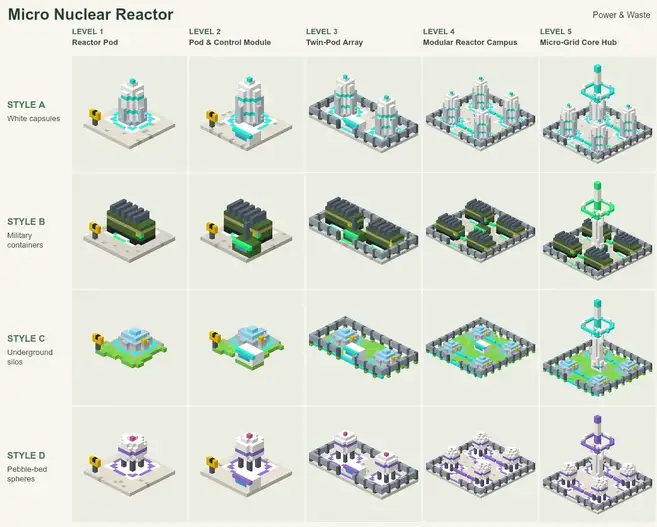 Micro Nuclear Reactor
Power & Waste
LEVEL 1
Reactor Pod
LEVEL 2
Pod & Control Module
LEVEL 3
Twin-Pod Array
LEVEL 4
Modular Reactor Campus
LEVEL 5
Micro-Grid Core Hub
STYLE A
White capsules
STYLE B
Military
containers
STYLE C
Underground
silos
STYLE D
Pebble-bed
spheres